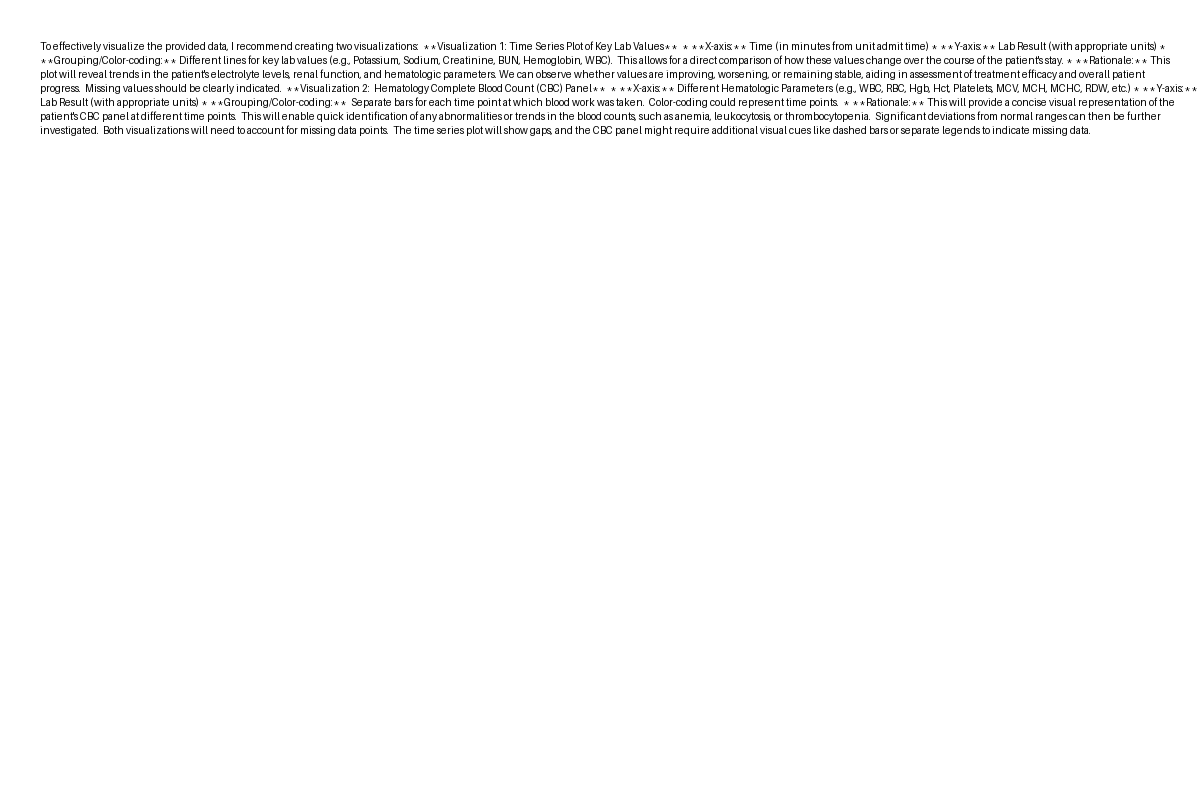 To effectively visualize the provided data, I recommend creating two visualizations:  **Visualization 1: Time Series Plot of Key Lab Values**  * **X-axis:** Time (in minutes from unit admit time) * **Y-axis:** Lab Result (with appropriate units) *
**Grouping/Color-coding:** Different lines for key lab values (e.g., Potassium, Sodium, Creatinine, BUN, Hemoglobin, WBC).  This allows for a direct comparison of how these values change over the course of the patient's stay. * **Rationale:** This
plot will reveal trends in the patient's electrolyte levels, renal function, and hematologic parameters. We can observe whether values are improving, worsening, or remaining stable, aiding in assessment of treatment efficacy and overall patient
progress.  Missing values should be clearly indicated.  **Visualization 2:  Hematology Complete Blood Count (CBC) Panel**  * **X-axis:** Different Hematologic Parameters (e.g., WBC, RBC, Hgb, Hct, Platelets, MCV, MCH, MCHC, RDW, etc.) * **Y-axis:**
Lab Result (with appropriate units) * **Grouping/Color-coding:**  Separate bars for each time point at which blood work was taken.  Color-coding could represent time points.  * **Rationale:** This will provide a concise visual representation of the
patient's CBC panel at different time points.  This will enable quick identification of any abnormalities or trends in the blood counts, such as anemia, leukocytosis, or thrombocytopenia.  Significant deviations from normal ranges can then be further
investigated.  Both visualizations will need to account for missing data points.  The time series plot will show gaps, and the CBC panel might require additional visual cues like dashed bars or separate legends to indicate missing data.